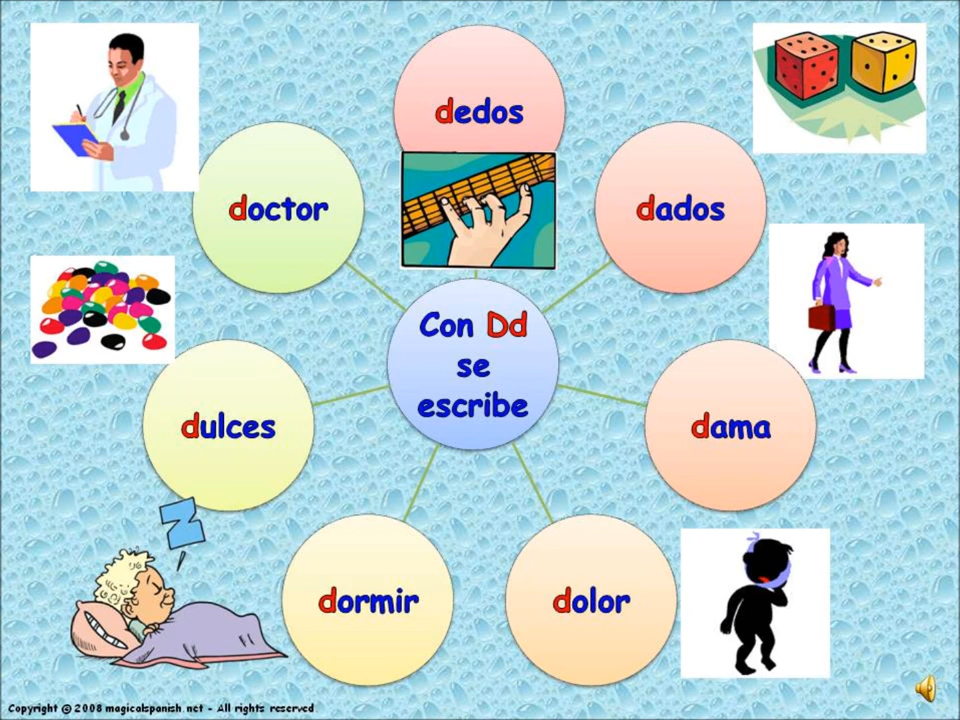 dedos
doctor
dados
Con Dd
se
escribe
dulces
dama
dormir
dolor
Z
Copyright © 2008 magicalspanish.net - All rights reserved.